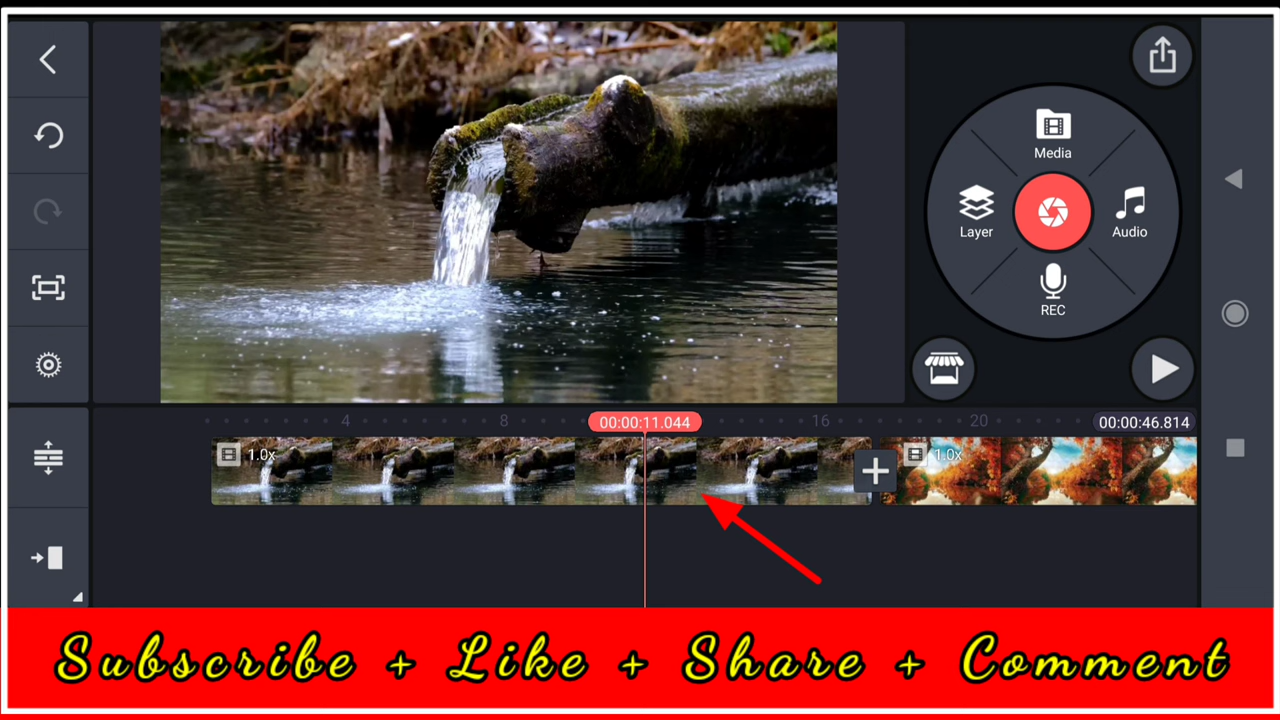 Media
Layer
Audio
REC
4 8 00:00:11.044 16 20 00:00:46.814
1.0x 1.0x
Subscribe + Like + Share + Comment